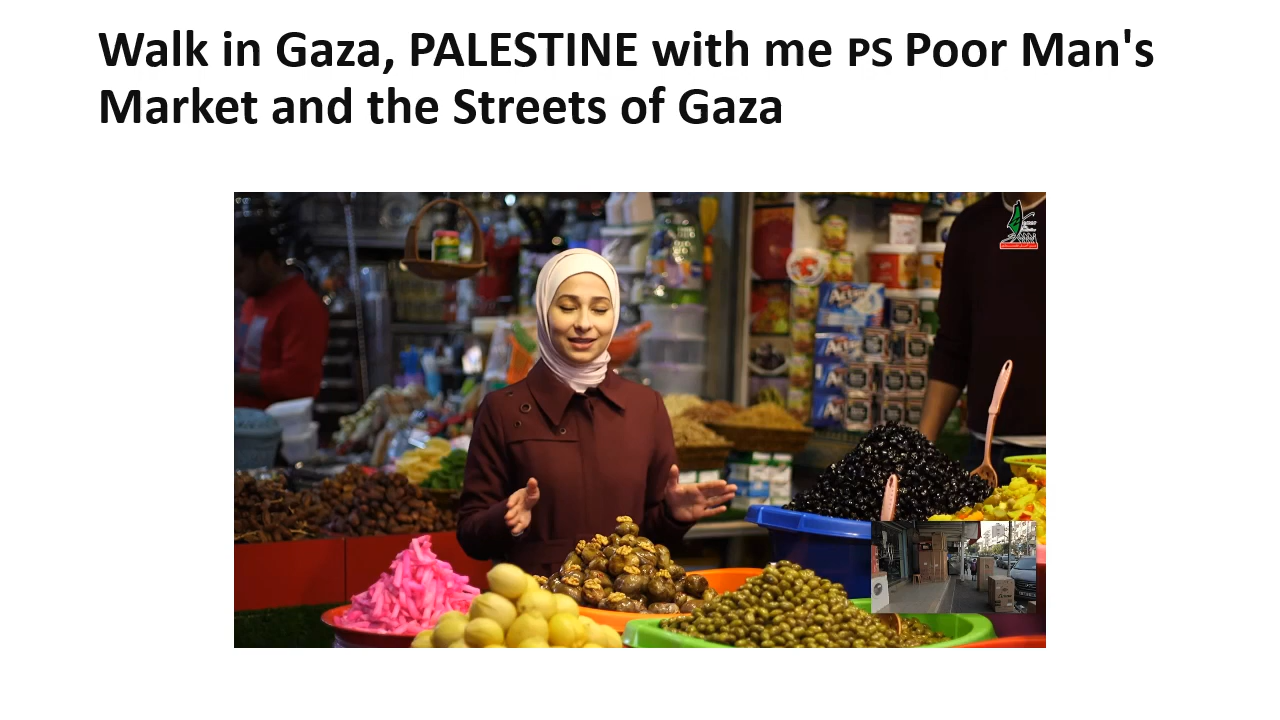 Walk in Gaza, PALESTINE with me PS Poor Man's
Market and the Streets of Gaza